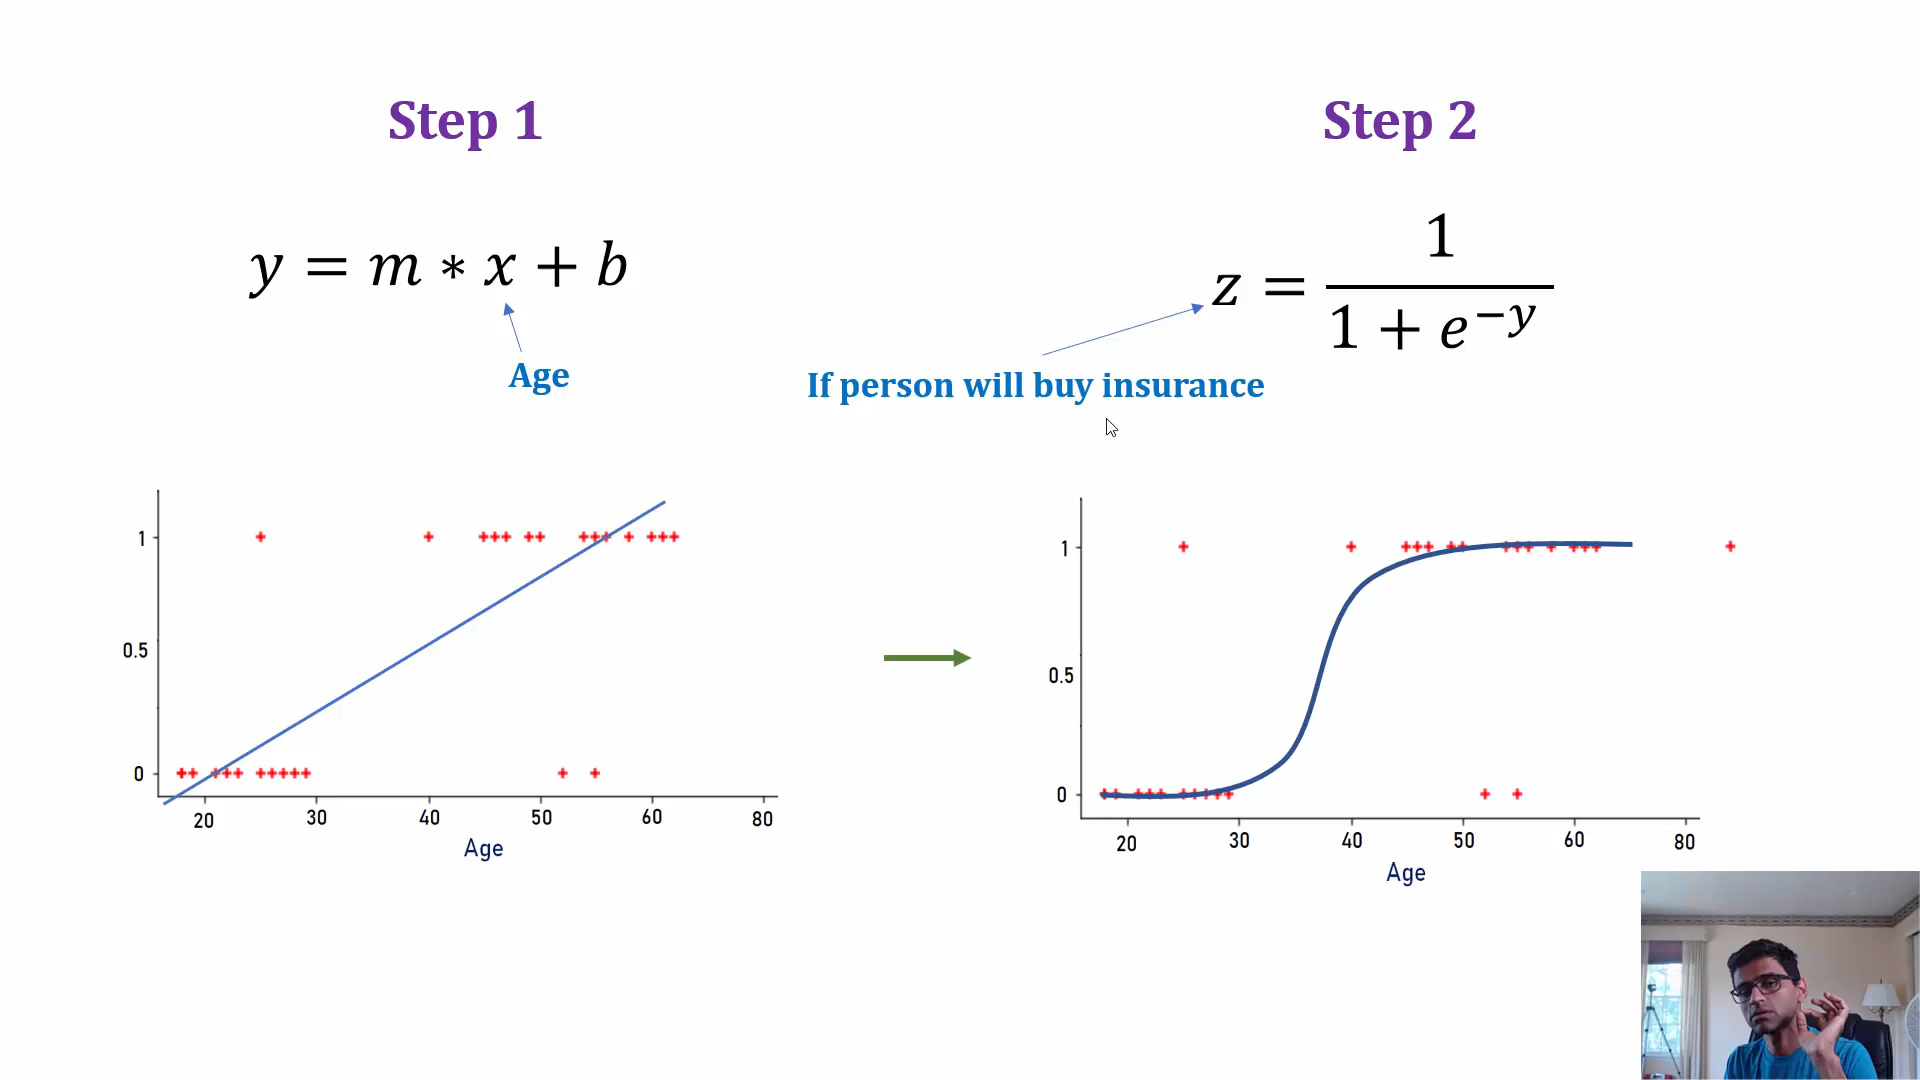 Step 1
y = m * x + b
Age
1
0.5
0
20 30 40 50 60 80
Age
Step 2
z = 1 / (1 + e^−y)
If person will buy insurance
1
0.5
0
20 30 40 50 60 80
Age